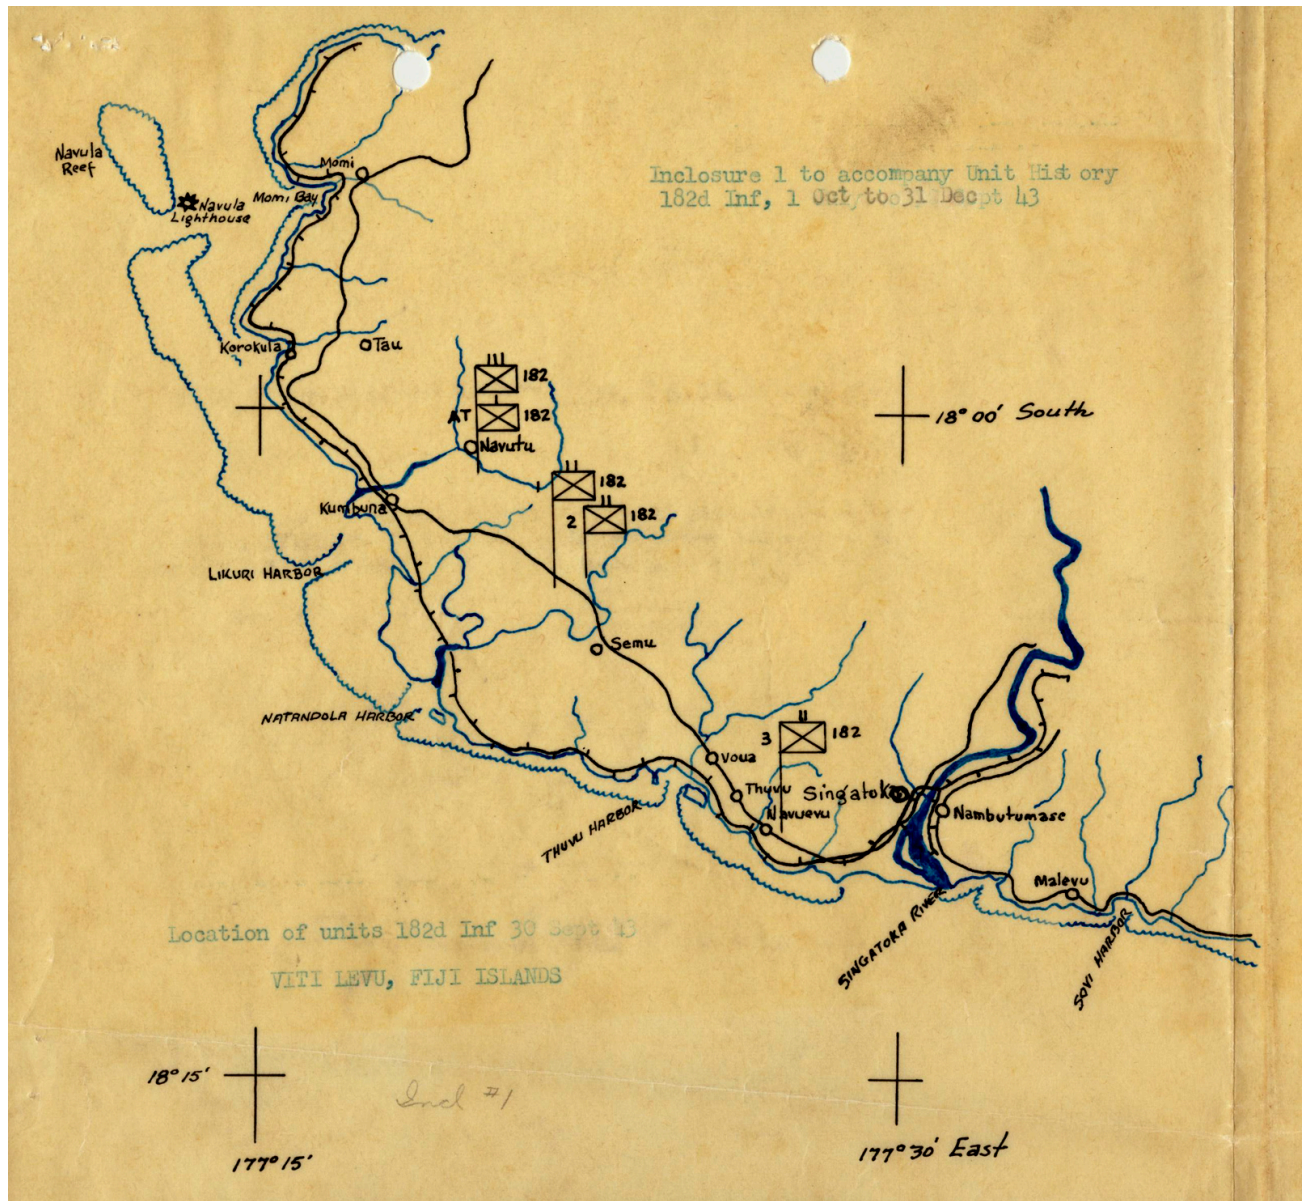 Navula
Reef
Navula
Lighthouse
Momi
Momi Bay
Inclosure 1 to accompany Unit History
182d Inf, 1 Oct to 31 Dec 43
Korokula
Tau
182
AT 182
Navutu
18° 00' South
182
2 182
Kumbuna
LIKURI HARBOR
Semu
NATANDOLA HARBOR
3 182
Voua
Thuvu
Singatoka
Navuevu
Nambutumase
THUVU HARBOR
Malevu
SINGATOKA RIVER
SOVI HARBOR
Location of units 182d Inf 30 Sept 43
VITI LEVU, FIJI ISLANDS
18° 15'
Incl #1
177° 15'
177° 30' East